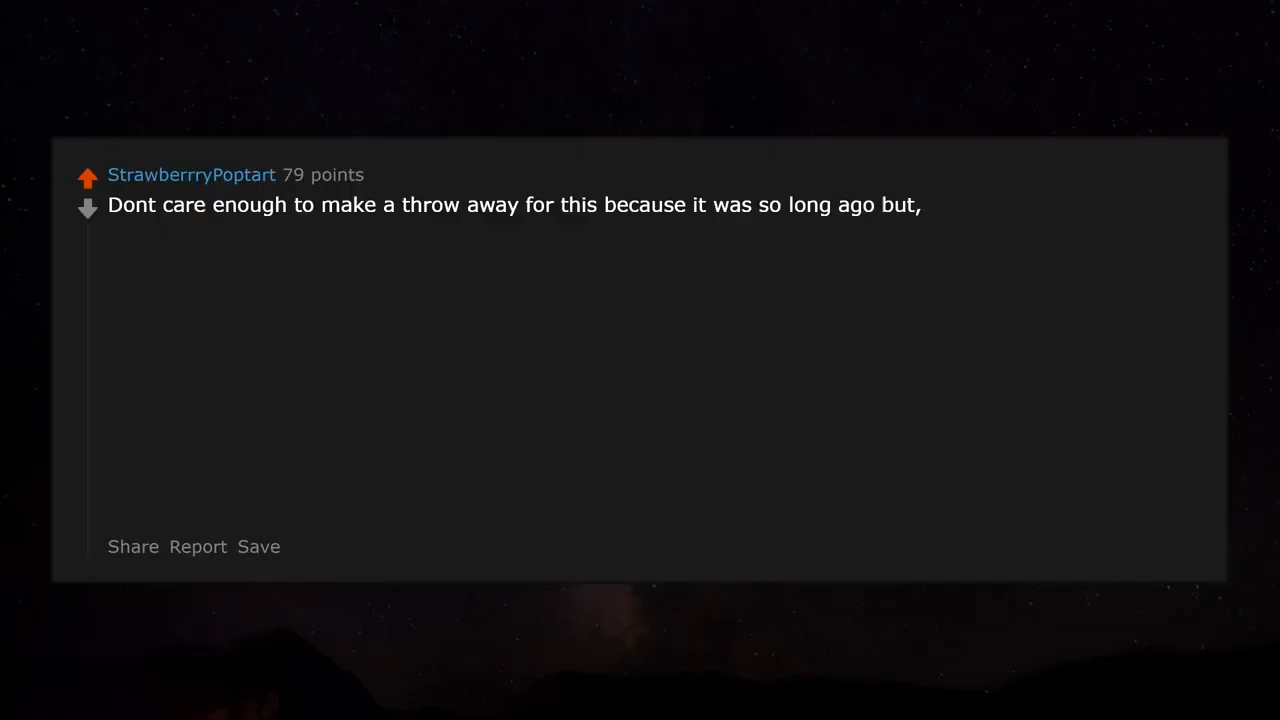 StrawberrryPoptart 79 points
Dont care enough to make a throw away for this because it was so long ago but,
Share Report Save